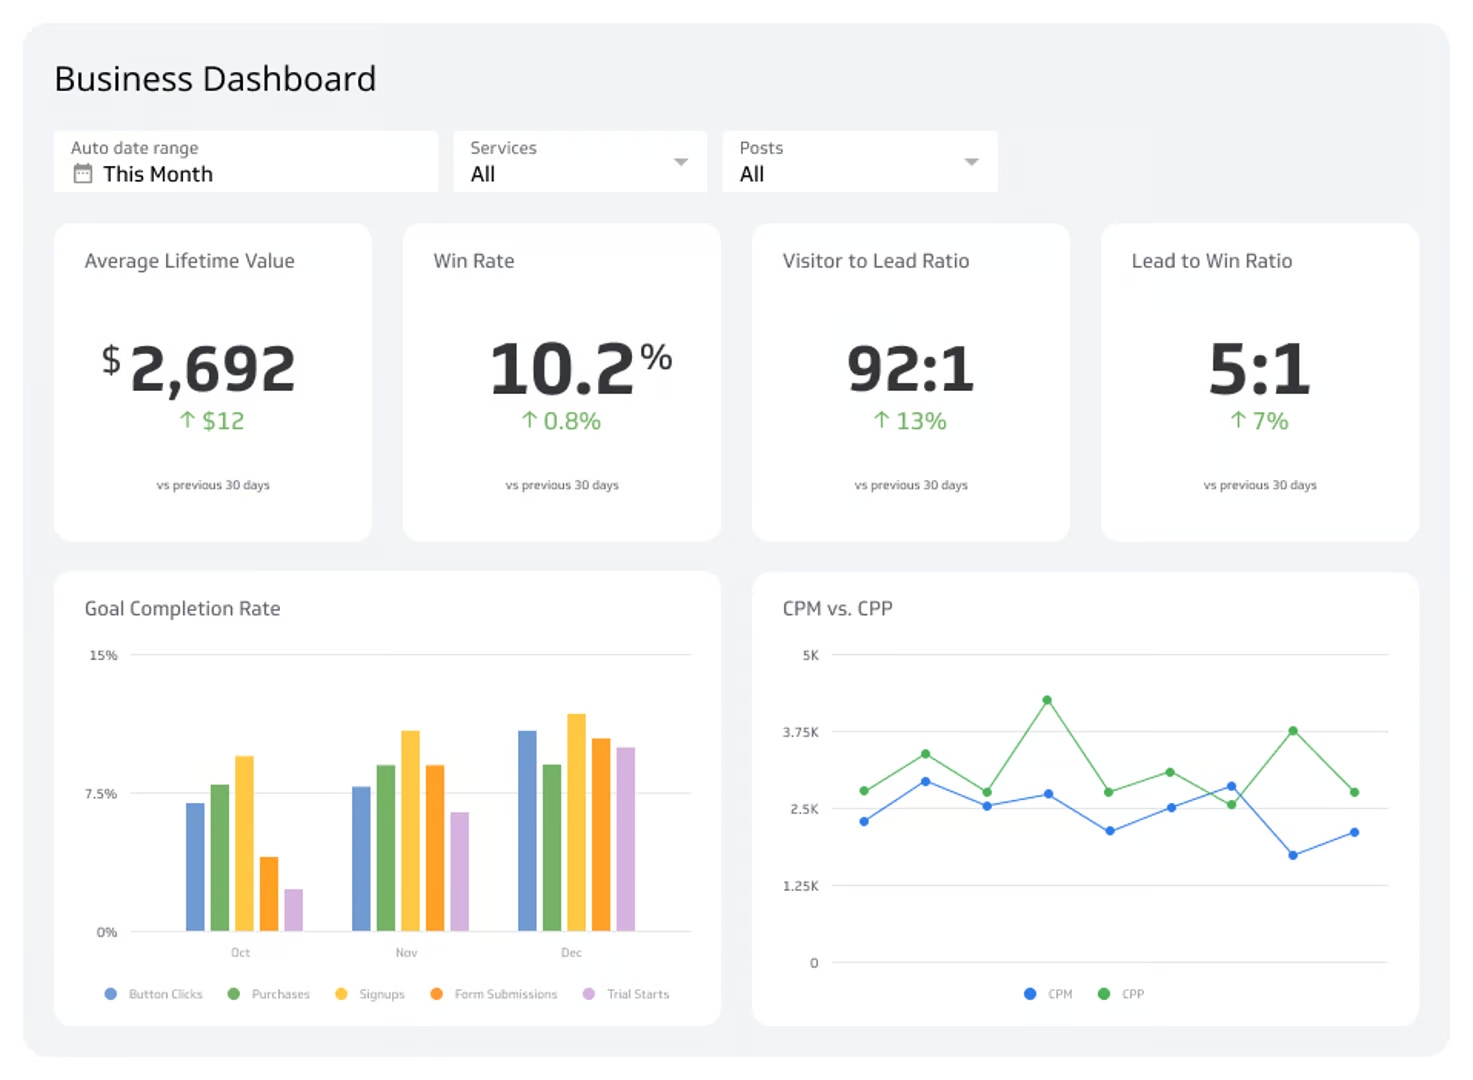 Business Dashboard
Auto date range
This Month
Services
All
Posts
All
Average Lifetime Value
$2,692
↑ $12
vs previous 30 days
Win Rate
10.2%
↑ 0.8%
vs previous 30 days
Visitor to Lead Ratio
92:1
↑ 13%
vs previous 30 days
Lead to Win Ratio
5:1
↑ 7%
vs previous 30 days
Goal Completion Rate
15%
7.5%
0%
Oct Nov Dec
Button Clicks Purchases Signups Form Submissions Trial Starts
CPM vs. CPP
5K
3.75K
2.5K
1.25K
0
CPM CPP